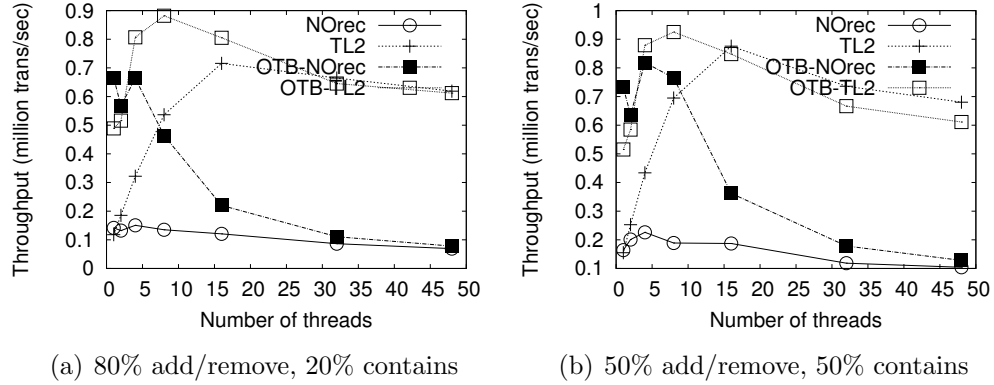 Throughput (million trans/sec)
0.9
0.8
0.7
0.6
0.5
0.4
0.3
0.2
0.1
0
0 5 10 15 20 25 30 35 40 45 50
Number of threads
NOrec
TL2
OTB-NOrec
OTB-TL2
(a) 80% add/remove, 20% contains
Throughput (million trans/sec)
1
0.9
0.8
0.7
0.6
0.5
0.4
0.3
0.2
0.1
0 5 10 15 20 25 30 35 40 45 50
Number of threads
NOrec
TL2
OTB-NOrec
OTB-TL2
(b) 50% add/remove, 50% contains